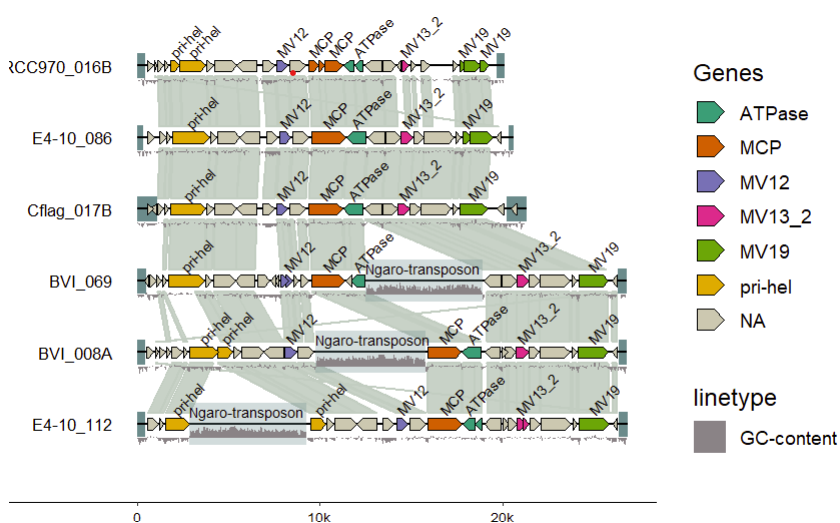 pri-hel pri-hel MV12 MCP MCP ATPase MV13_2 MV19 MV19
RCC970_016B
pri-hel MV12 MCP ATPase MV13_2 MV19
E4-10_086
pri-hel MV12 MCP ATPase MV13_2 MV19
Cflag_017B
pri-hel MV12 MCP ATPase Ngaro-transposon MV13_2 MV19
BVI_069
pri-hel pri-hel MV12 Ngaro-transposon MCP ATPase MV13_2 MV19
BVI_008A
pri-hel Ngaro-transposon pri-hel MV12 MCP ATPase MV13_2 MV19
E4-10_112
0 10k 20k
Genes
ATPase
MCP
MV12
MV13_2
MV19
pri-hel
NA
linetype
GC-content